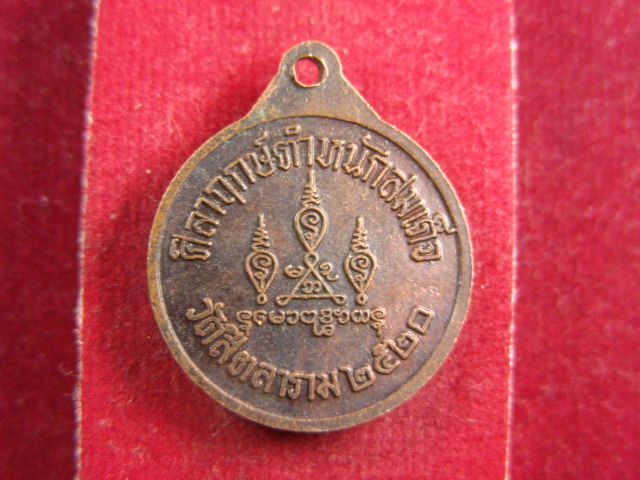 ศิลาฤกษ์ตำหนักสมเด็จ
วัดสีตลาราม ๒๕๒๐